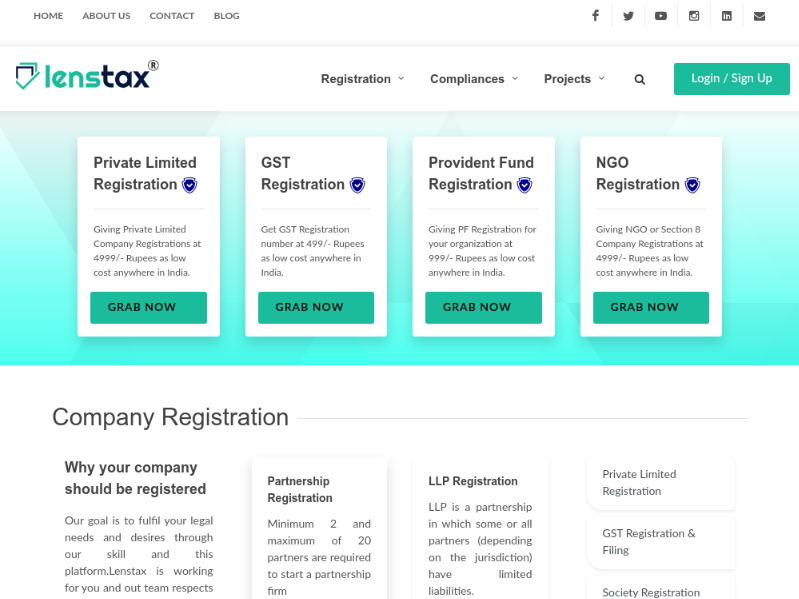 HOME ABOUT US CONTACT BLOG
lenstax®
Registration Compliances Projects Login / Sign Up
Private Limited
Registration
Giving Private Limited
Company Registrations at
4999/- Rupees as low
cost anywhere in India.
GRAB NOW
GST
Registration
Get GST Registration
number at 499/- Rupees
as low cost anywhere in
India.
GRAB NOW
Provident Fund
Registration
Giving PF Registration for
your organization at
999/- Rupees as low cost
anywhere in India.
GRAB NOW
NGO
Registration
Giving NGO or Section 8
Company Registrations at
4999/- Rupees as low
cost anywhere in India.
GRAB NOW
Company Registration
Why your company
should be registered
Our goal is to fulfil your legal
needs and desires through
our skill and this
platform.Lenstax is working
for you and out team respects
Partnership
Registration
Minimum 2 and
maximum of 20
partners are required
to start a partnership
firm
LLP Registration
LLP is a partnership
in which some or all
partners (depending
on the jurisdiction)
have limited
liabilities.
Private Limited
Registration
GST Registration &
Filing
Society Registration